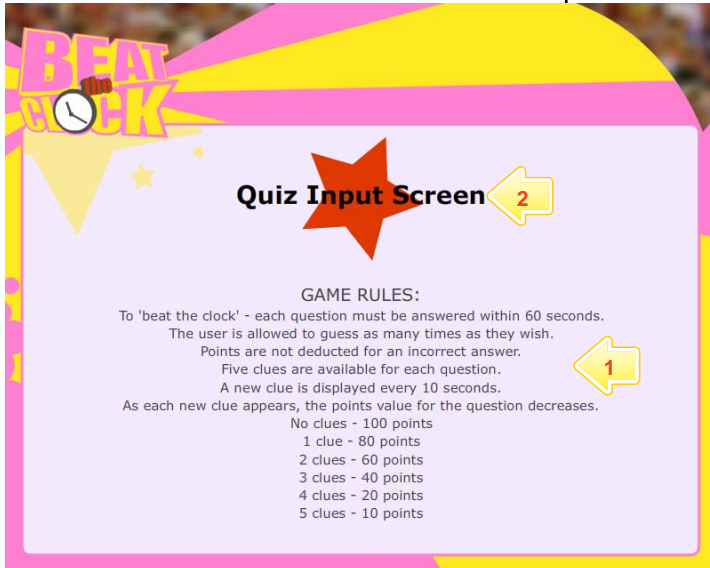 BEAT
the
CLOCK
Quiz Input Screen
2
GAME RULES:
To 'beat the clock' - each question must be answered within 60 seconds.
The user is allowed to guess as many times as they wish.
Points are not deducted for an incorrect answer.
Five clues are available for each question.
1
A new clue is displayed every 10 seconds.
As each new clue appears, the points value for the question decreases.
No clues - 100 points
1 clue - 80 points
2 clues - 60 points
3 clues - 40 points
4 clues - 20 points
5 clues - 10 points